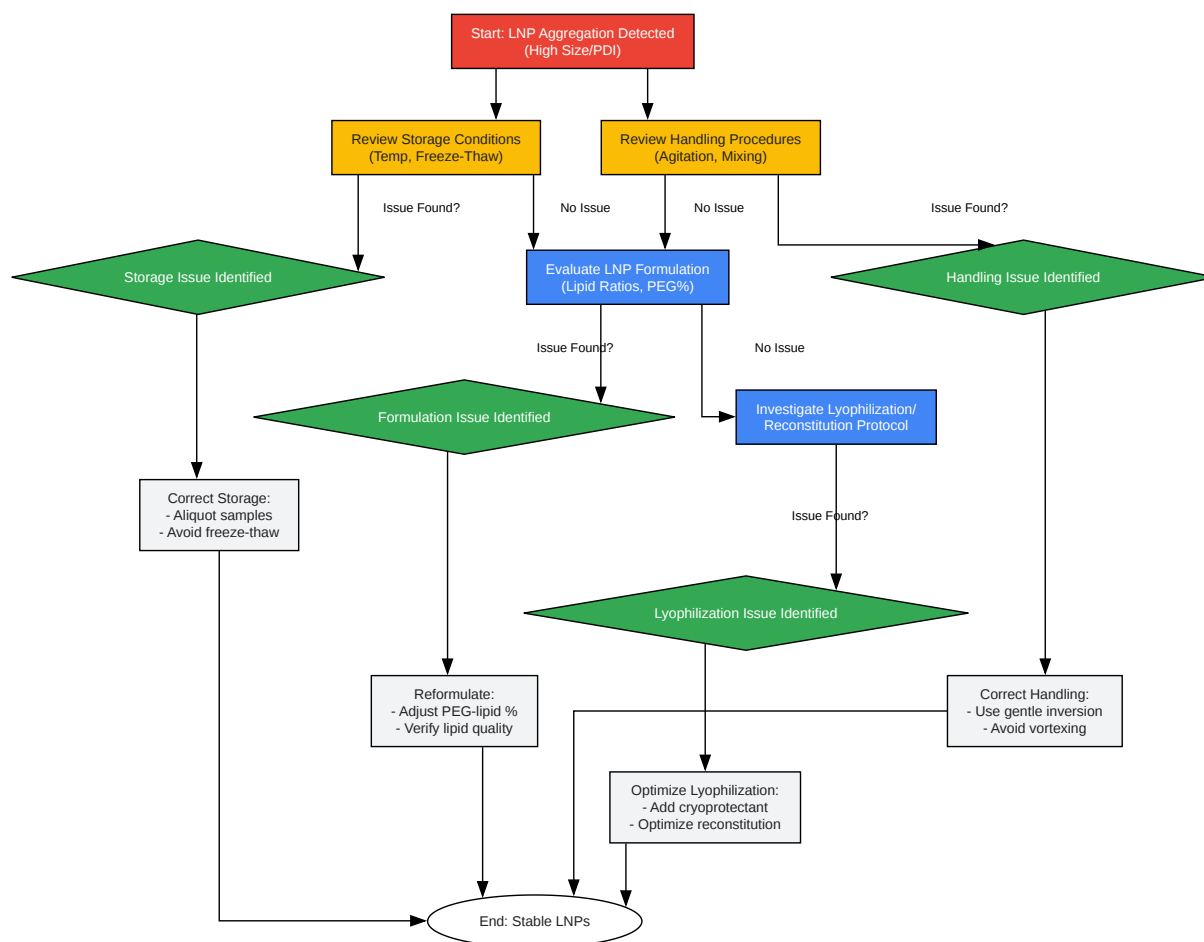 Start: LNP Aggregation Detected
(High Size/PDI)
Review Storage Conditions
(Temp, Freeze-Thaw)
Review Handling Procedures
(Agitation, Mixing)
Issue Found?
No Issue
No Issue
Issue Found?
Storage Issue Identified
Evaluate LNP Formulation
(Lipid Ratios, PEG%)
Handling Issue Identified
Issue Found?
No Issue
Formulation Issue Identified
Investigate Lyophilization/
Reconstitution Protocol
Correct Storage:
- Aliquot samples
- Avoid freeze-thaw
Issue Found?
Lyophilization Issue Identified
Reformulate:
- Adjust PEG-lipid %
- Verify lipid quality
Correct Handling:
- Use gentle inversion
- Avoid vortexing
Optimize Lyophilization:
- Add cryoprotectant
- Optimize reconstitution
End: Stable LNPs